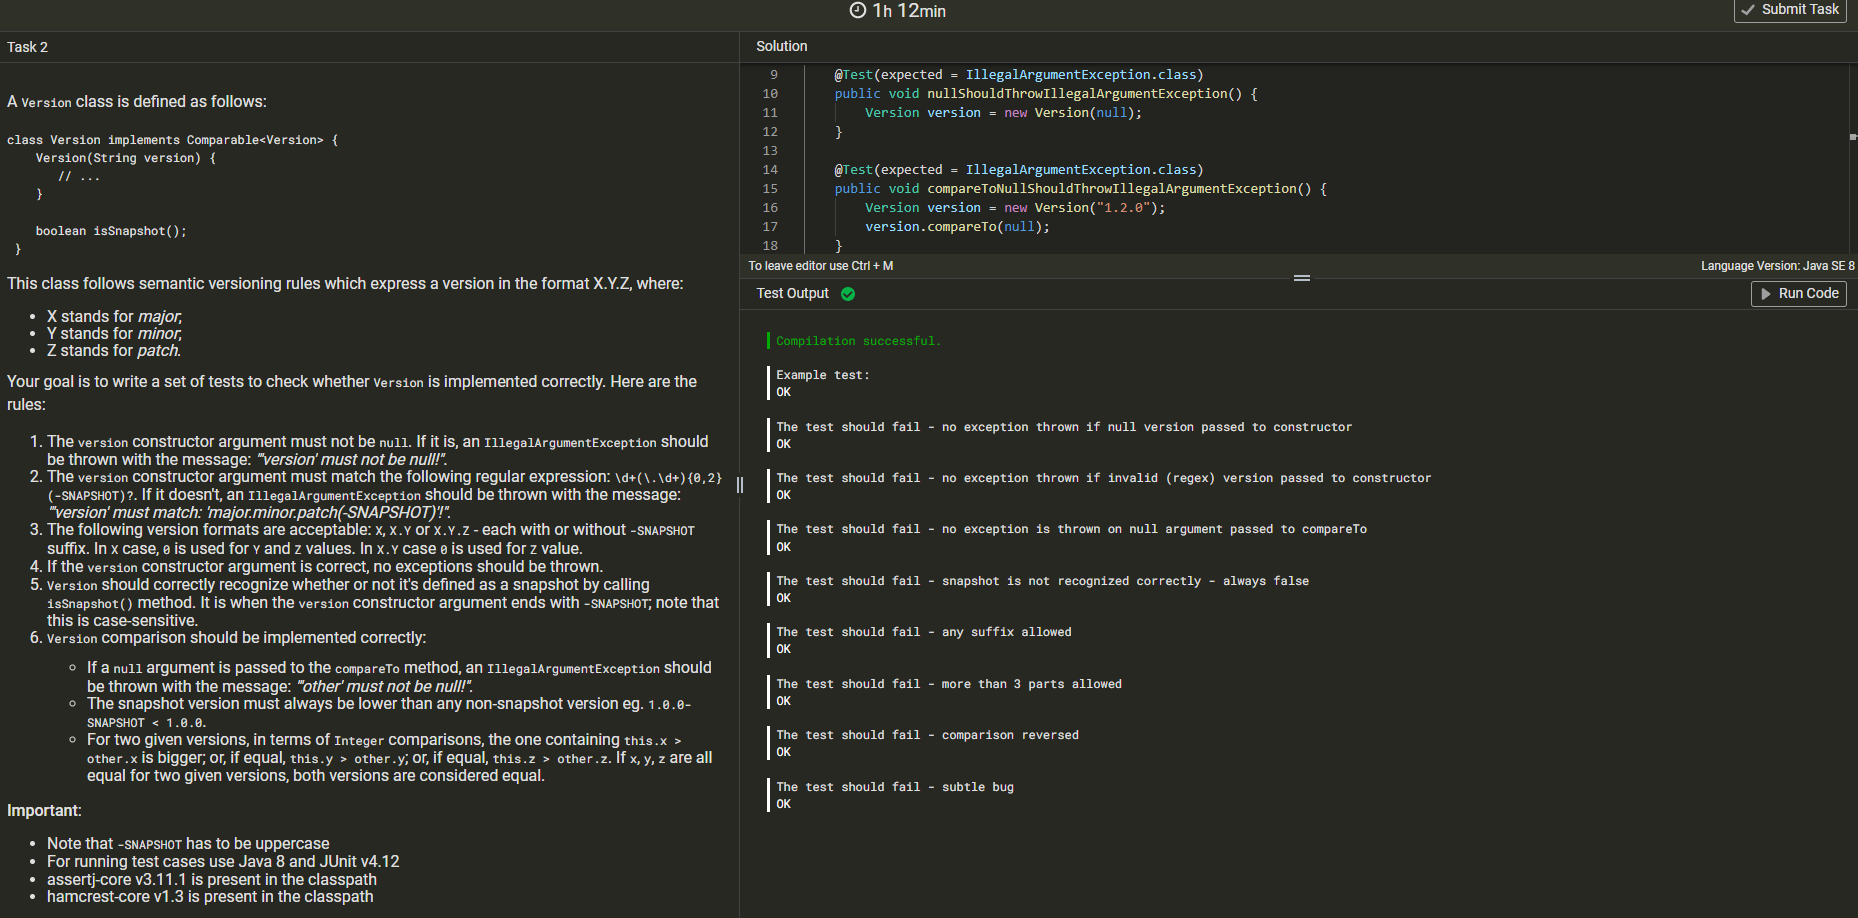 1h 12min
Submit Task
Task 2
A Version class is defined as follows:
class Version implements Comparable<Version> {
    Version(String version) {
       // ...
    }
    boolean isSnapshot();
 }
This class follows semantic versioning rules which express a version in the format X.Y.Z, where:
• X stands for major;
• Y stands for minor;
• Z stands for patch.
Your goal is to write a set of tests to check whether Version is implemented correctly. Here are the
rules:
1. The version constructor argument must not be null. If it is, an IllegalArgumentException should
be thrown with the message: "'version' must not be null!".
2. The version constructor argument must match the following regular expression: \d+(\.\d+){0,2}
(-SNAPSHOT)?. If it doesn't, an IllegalArgumentException should be thrown with the message:
"'version' must match: 'major.minor.patch(-SNAPSHOT)'!".
3. The following version formats are acceptable: X, X.Y or X.Y.Z - each with or without -SNAPSHOT
suffix. In X case, 0 is used for Y and Z values. In X.Y case 0 is used for Z value.
4. If the version constructor argument is correct, no exceptions should be thrown.
5. Version should correctly recognize whether or not it's defined as a snapshot by calling
isSnapshot() method. It is when the version constructor argument ends with -SNAPSHOT; note that
this is case-sensitive.
6. Version comparison should be implemented correctly:
◦ If a null argument is passed to the compareTo method, an IllegalArgumentException should
be thrown with the message: "'other' must not be null!".
◦ The snapshot version must always be lower than any non-snapshot version eg. 1.0.0-
SNAPSHOT < 1.0.0.
◦ For two given versions, in terms of Integer comparisons, the one containing this.x >
other.x is bigger; or, if equal, this.y > other.y; or, if equal, this.z > other.z. If x, y, z are all
equal for two given versions, both versions are considered equal.
Important:
• Note that -SNAPSHOT has to be uppercase
• For running test cases use Java 8 and JUnit v4.12
• assertj-core v3.11.1 is present in the classpath
• hamcrest-core v1.3 is present in the classpath
Solution
9 @Test(expected = IllegalArgumentException.class)
10 public void nullShouldThrowIllegalArgumentException() {
11     Version version = new Version(null);
12 }
13
14 @Test(expected = IllegalArgumentException.class)
15 public void compareToNullShouldThrowIllegalArgumentException() {
16     Version version = new Version("1.2.0");
17     version.compareTo(null);
18 }
To leave editor use Ctrl + M
Language Version: Java SE 8
Test Output
Run Code
Compilation successful.
Example test:
OK
The test should fail - no exception thrown if null version passed to constructor
OK
The test should fail - no exception thrown if invalid (regex) version passed to constructor
OK
The test should fail - no exception is thrown on null argument passed to compareTo
OK
The test should fail - snapshot is not recognized correctly - always false
OK
The test should fail - any suffix allowed
OK
The test should fail - more than 3 parts allowed
OK
The test should fail - comparison reversed
OK
The test should fail - subtle bug
OK